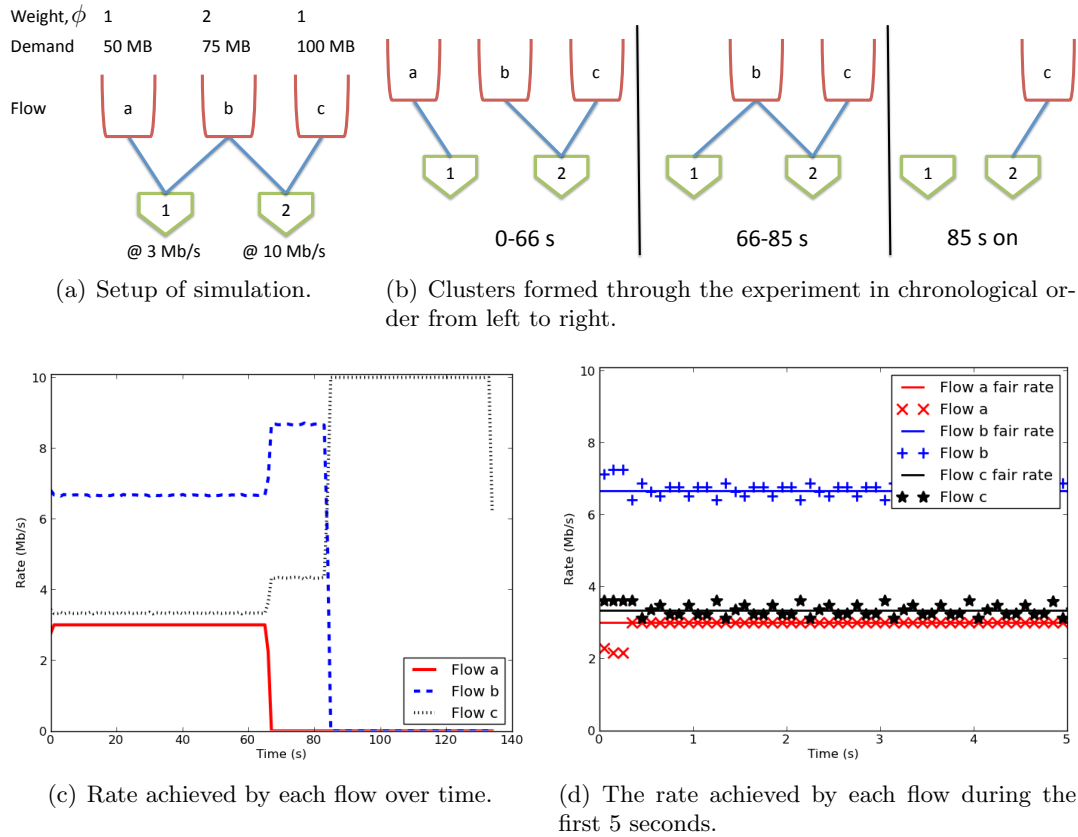 Weight, ϕ 1 2 1
Demand 50 MB 75 MB 100 MB
Flow a b c
1 2
@ 3 Mb/s @ 10 Mb/s
(a) Setup of simulation.
a b c b c c
1 2 1 2 1 2
0-66 s 66-85 s 85 s on
(b) Clusters formed through the experiment in chronological or-
der from left to right.
10
8
6
4
2
0
Rate (Mb/s)
0 20 40 60 80 100 120 140
Time (s)
Flow a
Flow b
Flow c
(c) Rate achieved by each flow over time.
10
8
6
4
2
0
Rate (Mb/s)
0 1 2 3 4 5
Time (s)
Flow a fair rate
Flow a
Flow b fair rate
Flow b
Flow c fair rate
Flow c
(d) The rate achieved by each flow during the
first 5 seconds.